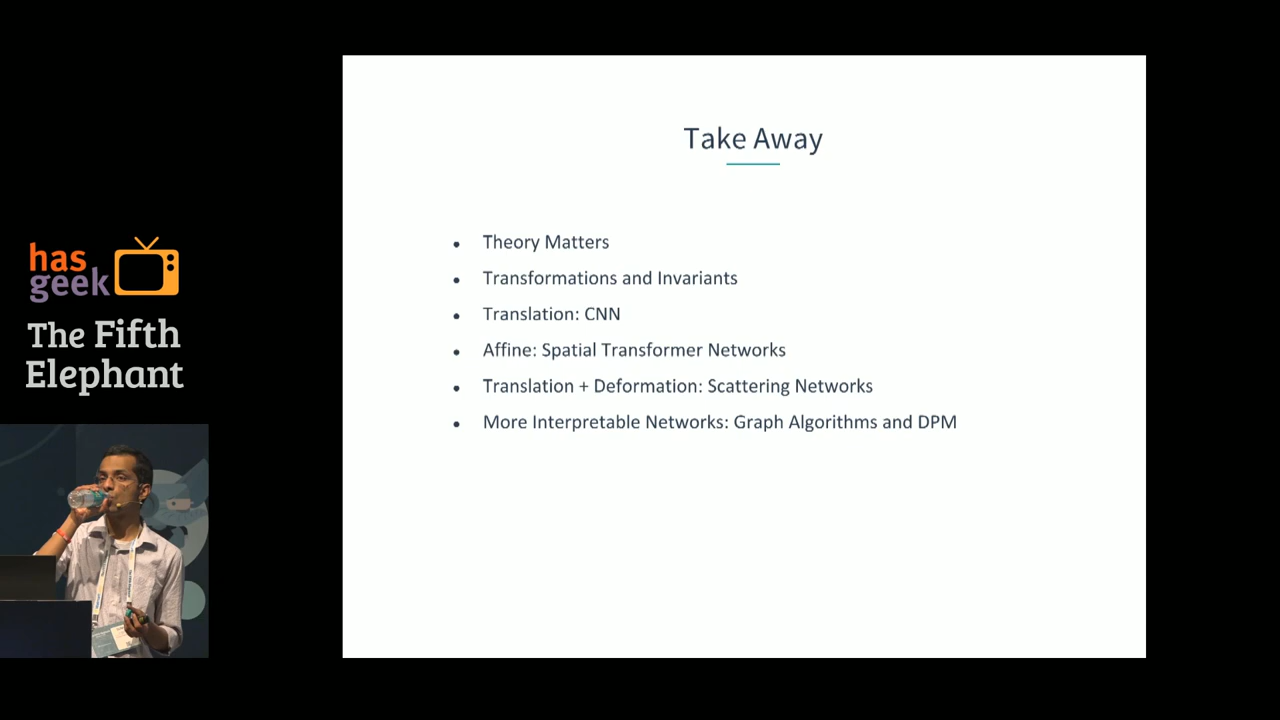 has
geek
The Fifth
Elephant
Take Away
Theory Matters
Transformations and Invariants
Translation: CNN
Affine: Spatial Transformer Networks
Translation + Deformation: Scattering Networks
More Interpretable Networks: Graph Algorithms and DPM